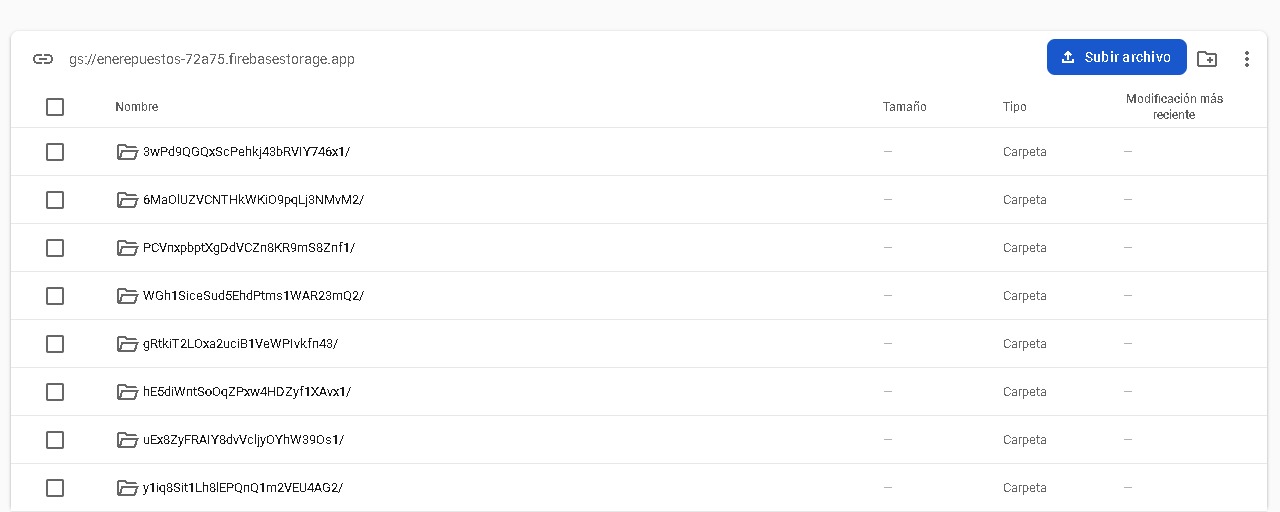 gs://enerepuestos-72a75.firebasestorage.app
Subir archivo
Nombre
Tamaño
Tipo
Modificación más
reciente
3wPd9QGQxScPehkj43bRVIY746x1/
—
Carpeta
—
6MaOlUZVCNTHkWKiO9pqLj3NMvM2/
—
Carpeta
—
PCVnxpbptXgDdVCZn8KR9mS8Znf1/
—
Carpeta
—
WGh1SiceSud5EhdPtms1WAR23mQ2/
—
Carpeta
—
gRtkiT2LOxa2uciB1VeWPIvkfn43/
—
Carpeta
—
hE5diWntSoOqZPxw4HDZyf1XAvx1/
—
Carpeta
—
uEx8ZyFRAIY8dvVcljyOYhW39Os1/
—
Carpeta
—
y1iq8Sit1Lh8lEPQnQ1m2VEU4AG2/
—
Carpeta
—